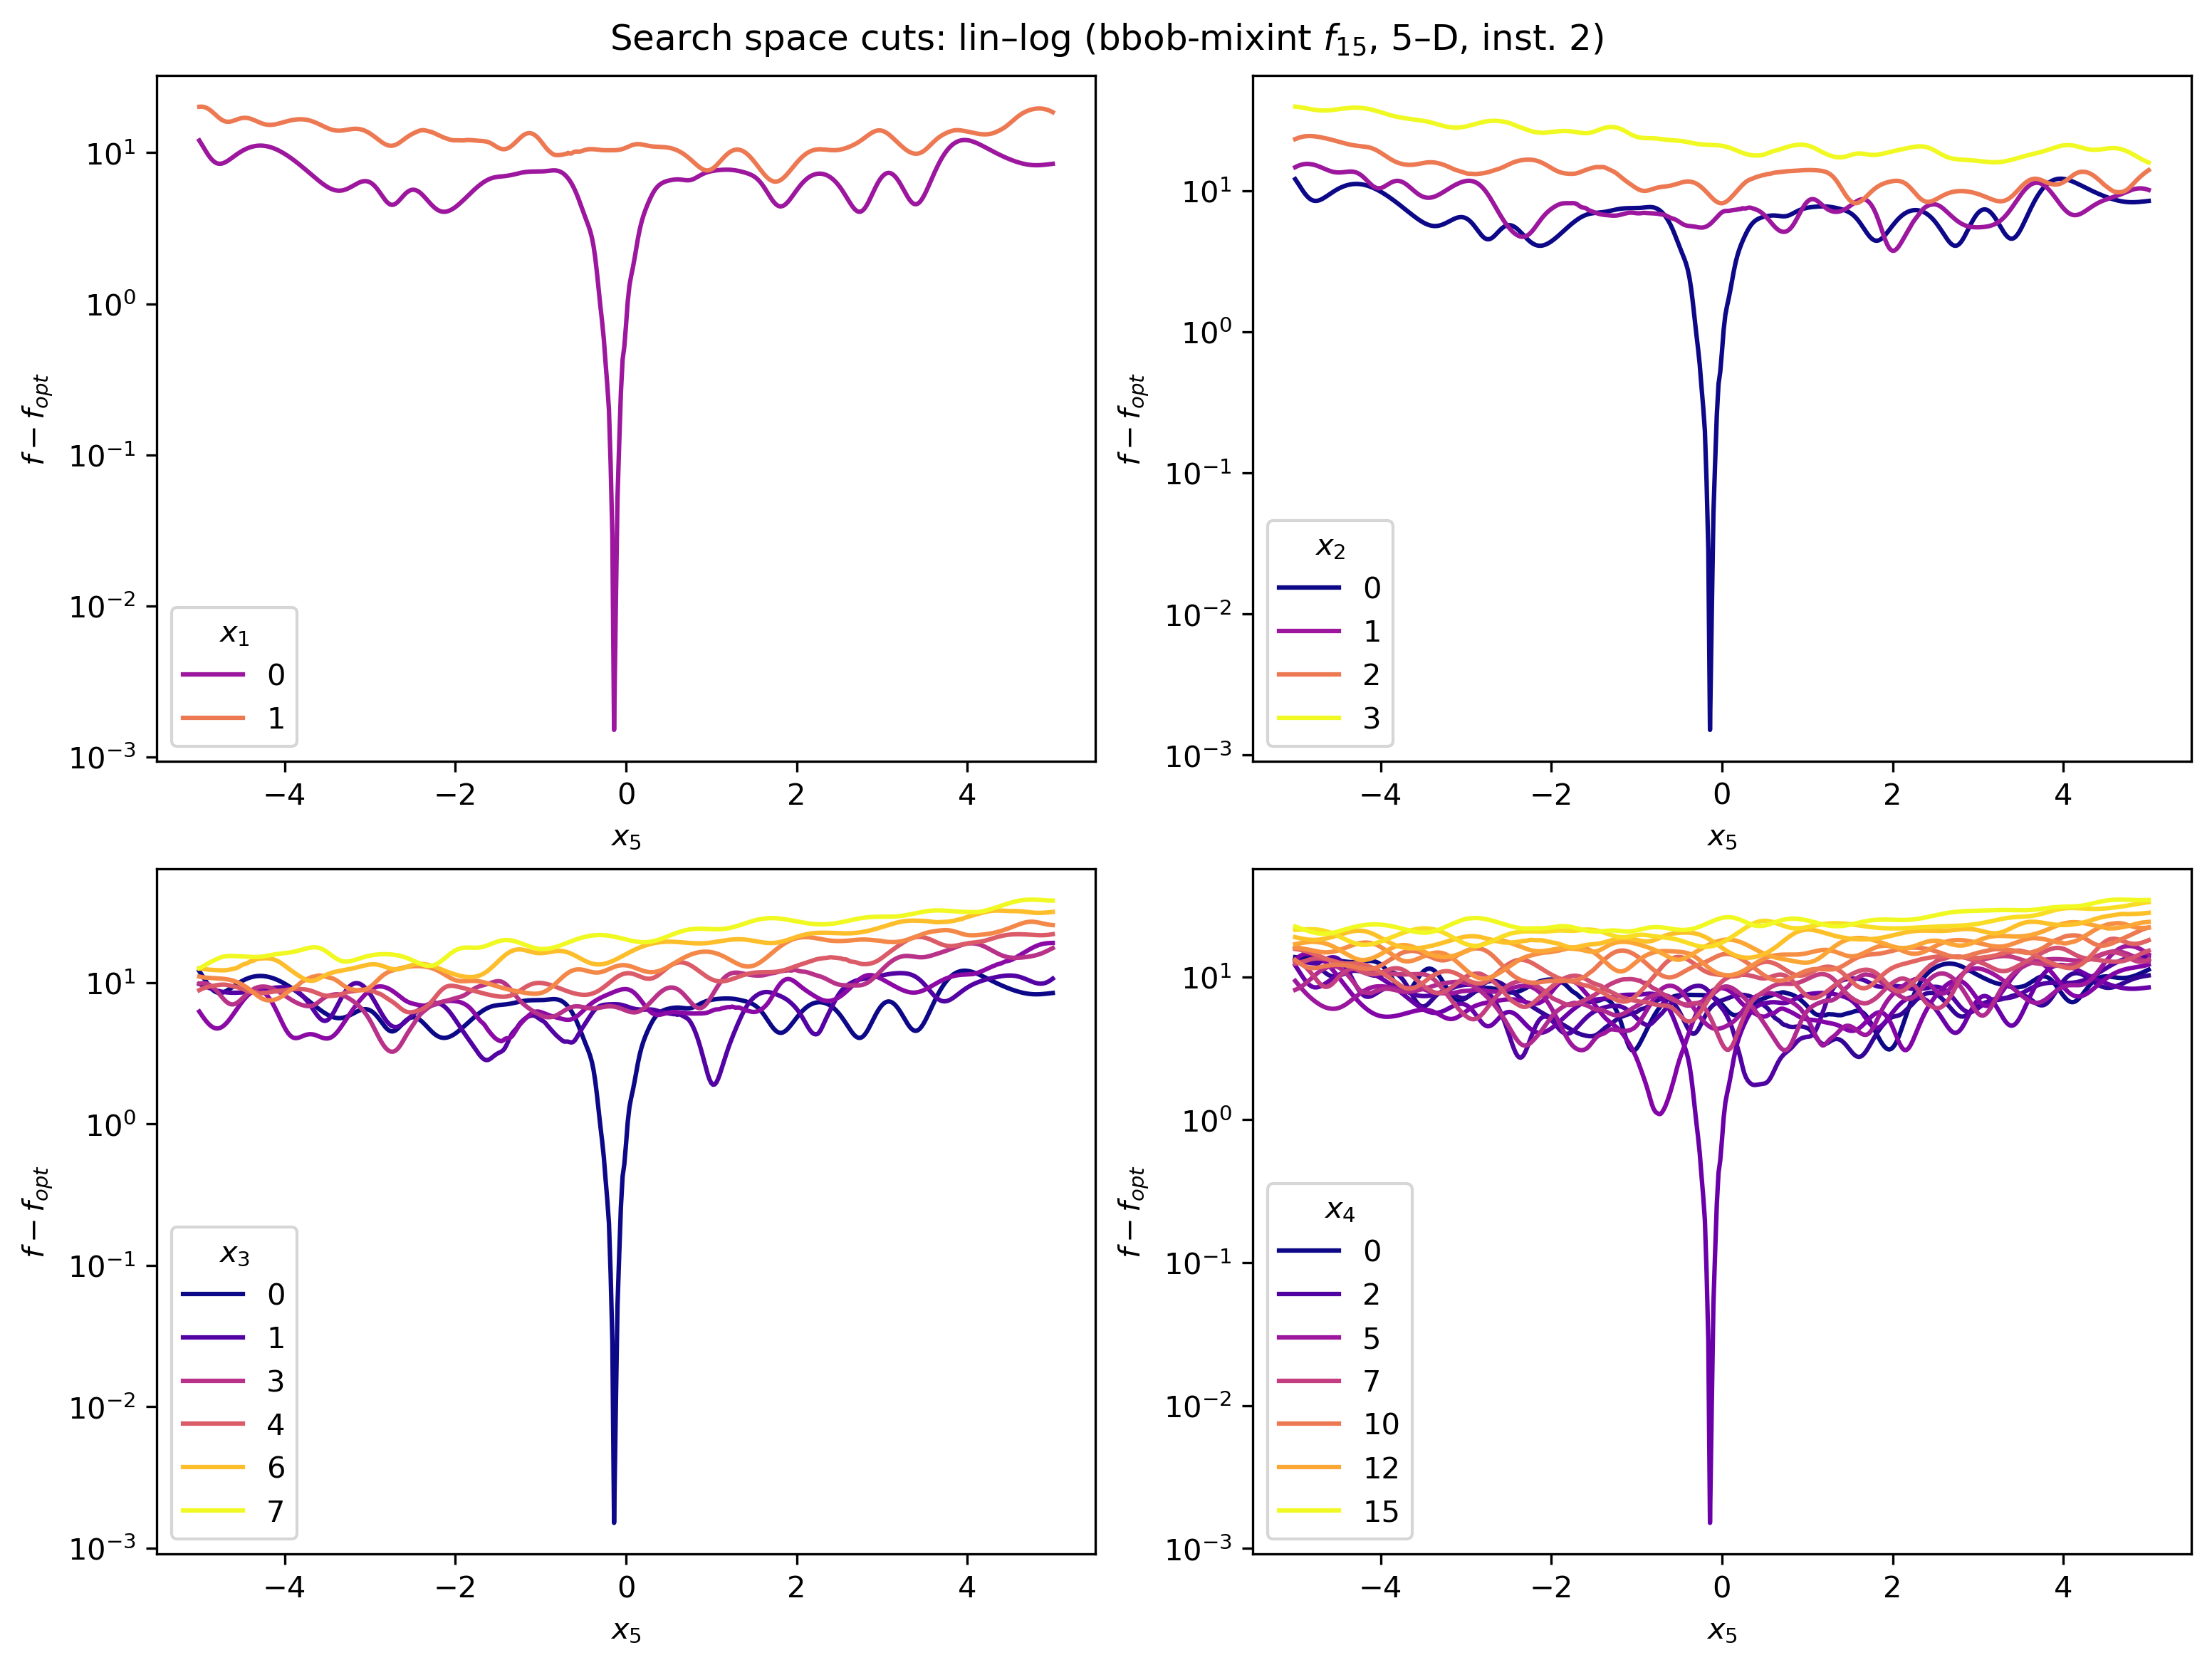 Search space cuts: lin–log (bbob-mixint f15, 5–D, inst. 2)
f − fopt
10^1
10^0
10^−1
10^−2
10^−3
x1
0
1
−4 −2 0 2 4
x5
f − fopt
10^1
10^0
10^−1
10^−2
10^−3
x2
0
1
2
3
−4 −2 0 2 4
x5
f − fopt
10^1
10^0
10^−1
10^−2
10^−3
x3
0
1
3
4
6
7
−4 −2 0 2 4
x5
f − fopt
10^1
10^0
10^−1
10^−2
10^−3
x4
0
2
5
7
10
12
15
−4 −2 0 2 4
x5